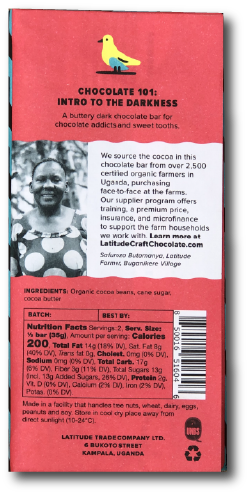 CHOCOLATE 101:
INTRO TO THE DARKNESS
A buttery dark chocolate bar for
chocolate addicts and sweet tooths.
We source the cocoa in this
chocolate bar from over 2,500
certified organic farmers in
Uganda, purchasing
face-to-face at the farms.
Our supplier program offers
training, a premium price,
insurance, and microfinance
to support the farm households
we work with. Learn more at
LatitudeCraftChocolate.com
Butomanya, Latitude
Farmer, Bugarikere Village
INGREDIENTS: Organic cocoa beans, cane sugar,
cocoa butter
BATCH: BEST BY:
Nutrition Facts Servings: 2, Serv. Size:
½ bar (35g), Amount per serving: Calories
200, Total Fat 14g (18% DV), Sat. Fat 8g
(40% DV), Trans fat 0g, Cholest. 0mg (0% DV),
Sodium 0mg (0% DV), Total Carb. 17g
(6% DV), Fiber 3g (11% DV), Total Sugars 13g
(Incl. 13g Added Sugars, 26% DV), Protein 2g,
Vit. D (0% DV), Calcium (2% DV), Iron (2% DV),
Potas. (0% DV).
8 50016 51604 6
Made in a facility that handles tree nuts, wheat, dairy, eggs,
peanuts and soy. Store in cool dry place away from
direct sunlight (10-24°C).
LATITUDE TRADE COMPANY LTD.
6 BUKOTO STREET
KAMPALA, UGANDA